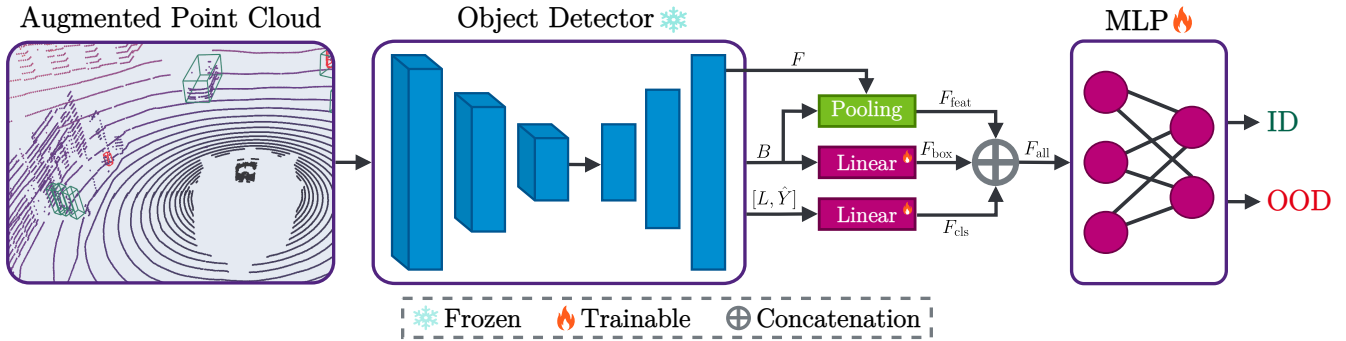 Augmented Point Cloud
Object Detector
MLP
F
Pooling
F_feat
B
Linear
F_box
F_all
[L, Ŷ]
Linear
F_cls
ID
OOD
Frozen
Trainable
Concatenation